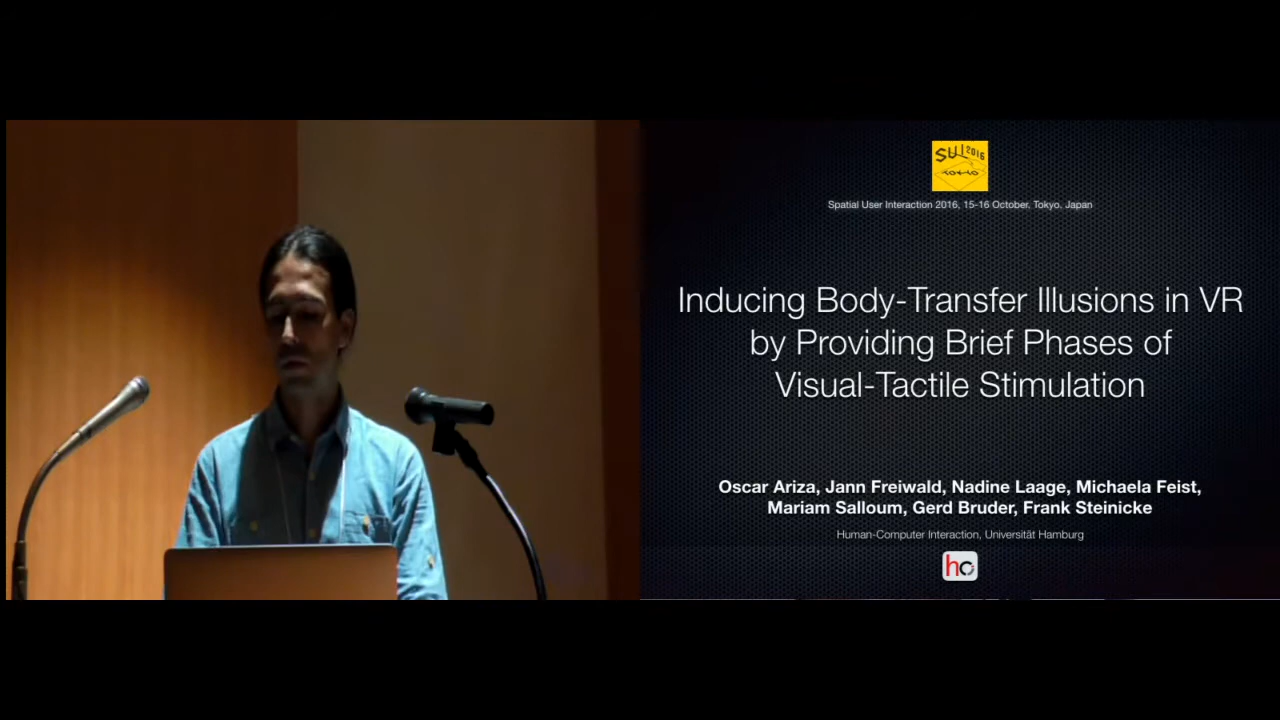 SUI 2016
TOKYO
Spatial User Interaction 2016, 15-16 October, Tokyo, Japan
Inducing Body-Transfer Illusions in VR
by Providing Brief Phases of
Visual-Tactile Stimulation
Oscar Ariza, Jann Freiwald, Nadine Laage, Michaela Feist,
Mariam Salloum, Gerd Bruder, Frank Steinicke
Human-Computer Interaction, Universität Hamburg
hc